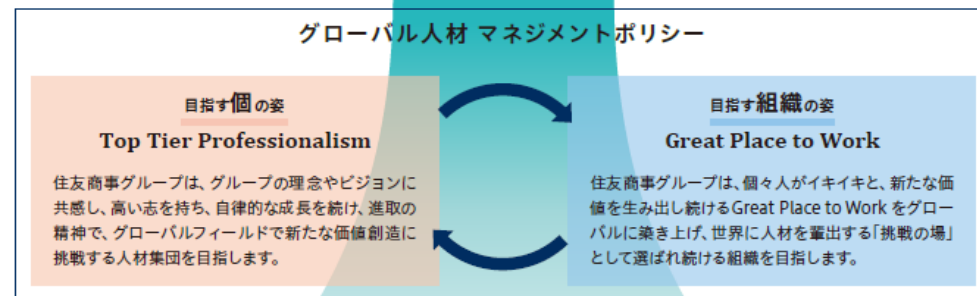 グローバル人材 マネジメントポリシー
目指す個の姿
Top Tier Professionalism
住友商事グループは、グループの理念やビジョンに
共感し、高い志を持ち、自律的な成長を続け、進取の
精神で、グローバルフィールドで新たな価値創造に
挑戦する人材集団を目指します。
目指す組織の姿
Great Place to Work
住友商事グループは、個々人がイキイキと、新たな価
値を生み出し続けるGreat Place to Work をグロー
バルに築き上げ、世界に人材を輩出する「挑戦の場」
として選ばれ続ける組織を目指します。